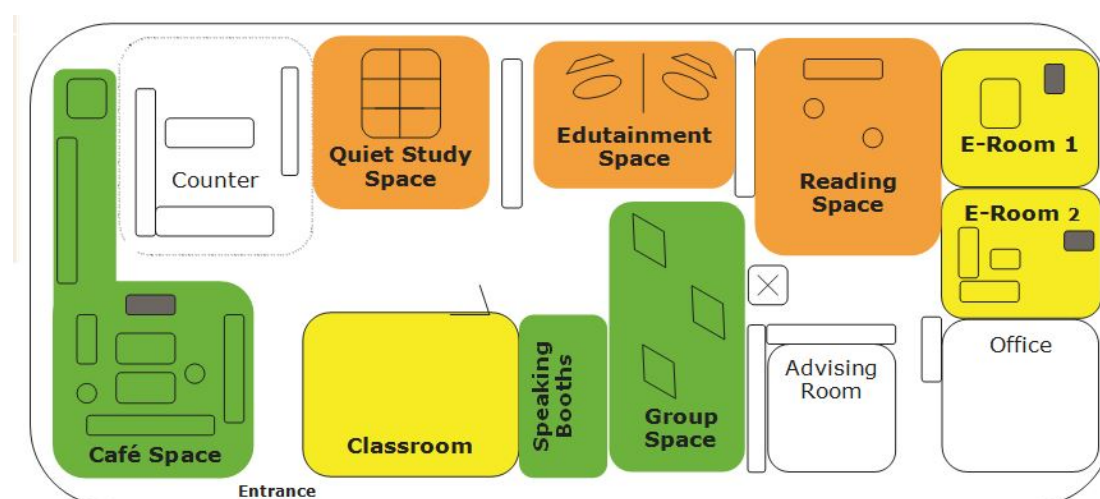 Counter
Quiet Study
Space
Edutainment
Space
Reading
Space
E-Room 1
E-Room 2
Café Space
Classroom
Speaking
Booths
Group
Space
Advising
Room
Office
Entrance